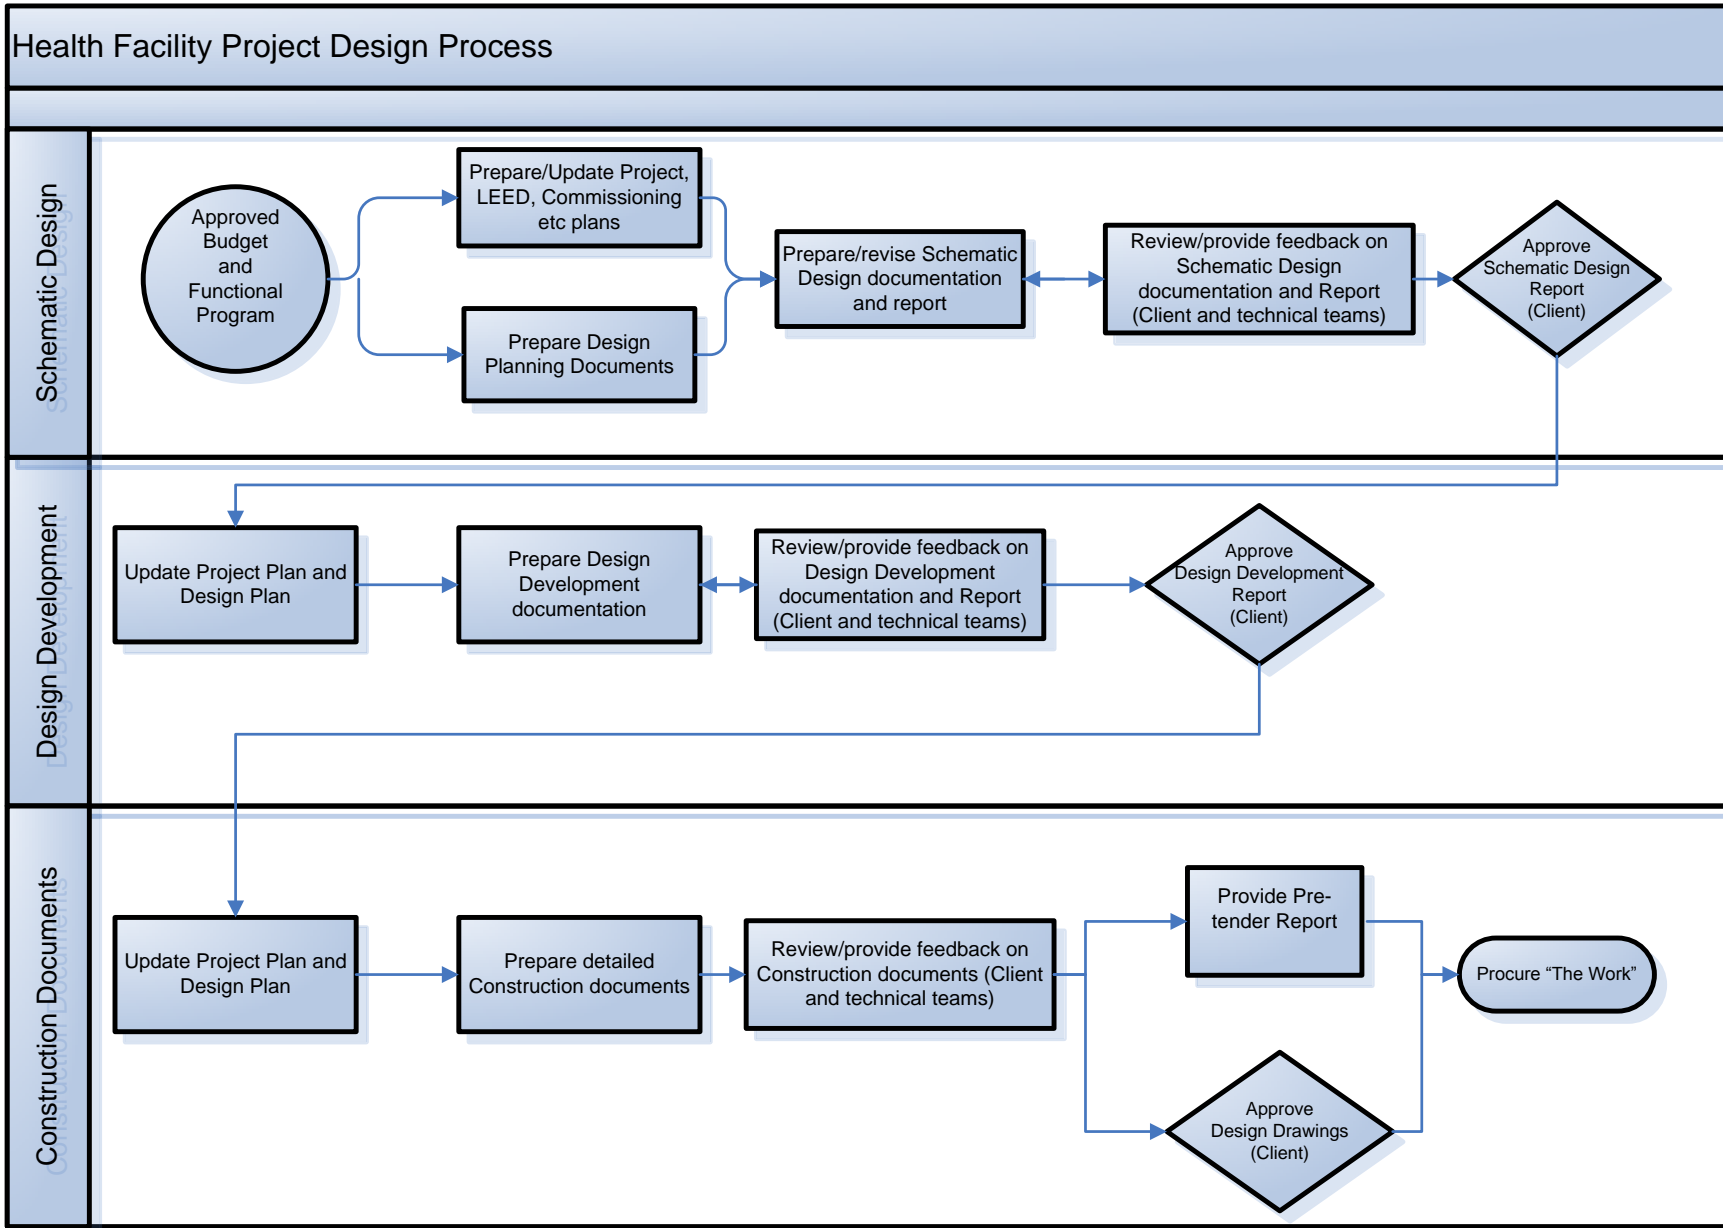 Health Facility Project Design Process
Schematic Design
Approved
Budget
and
Functional
Program
Prepare/Update Project,
LEED, Commissioning
etc plans
Prepare Design
Planning Documents
Prepare/revise Schematic
Design documentation
and report
Review/provide feedback on
Schematic Design
documentation and Report
(Client and technical teams)
Approve
Schematic Design
Report
(Client)
Design Development
Update Project Plan and
Design Plan
Prepare Design
Development
documentation
Review/provide feedback on
Design Development
documentation and Report
(Client and technical teams)
Approve
Design Development
Report
(Client)
Construction Documents
Update Project Plan and
Design Plan
Prepare detailed
Construction documents
Review/provide feedback on
Construction documents (Client
and technical teams)
Provide Pre-
tender Report
Approve
Design Drawings
(Client)
Procure “The Work”